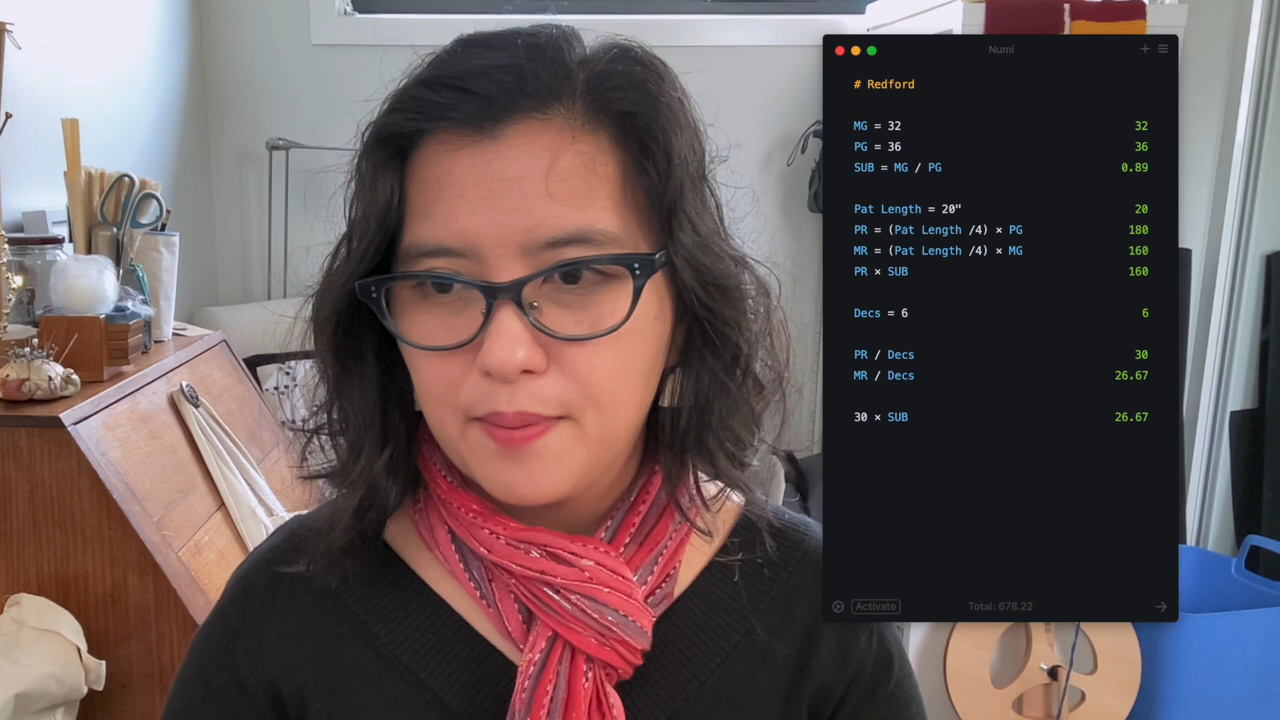 Numi
# Redford
MG = 32 32
PG = 36 36
SUB = MG / PG 0.89
Pat Length = 20" 20
PR = (Pat Length /4) × PG 180
MR = (Pat Length /4) × MG 160
PR × SUB 160
Decs = 6 6
PR / Decs 30
MR / Decs 26.67
30 × SUB 26.67
Activate Total: 678.22